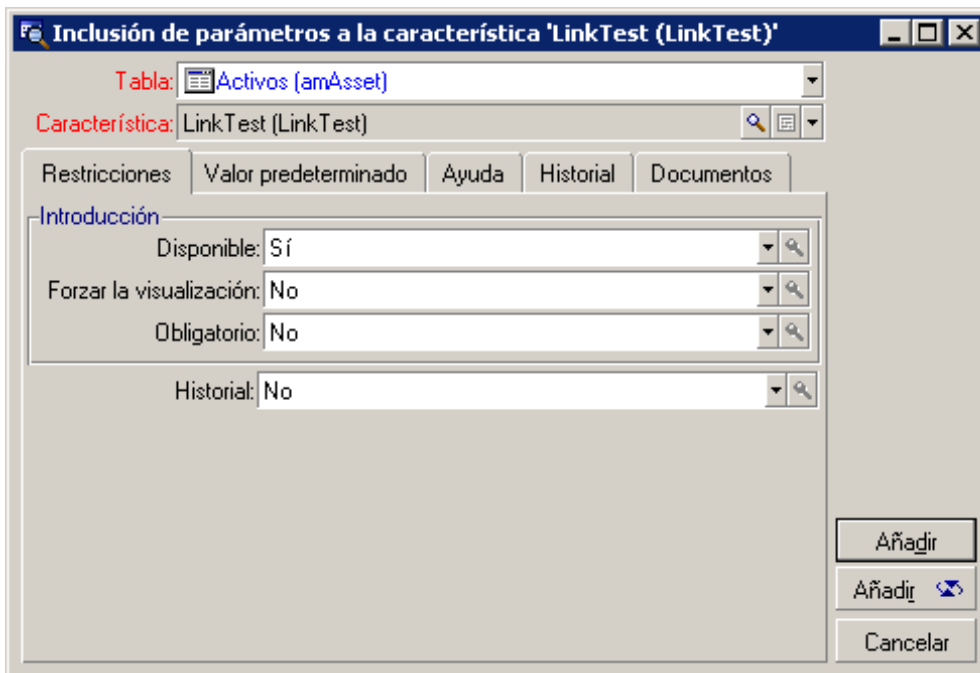 Inclusión de parámetros a la característica 'LinkTest (LinkTest)'
Tabla: Activos (amAsset)
Característica: LinkTest (LinkTest)
Restricciones Valor predeterminado Ayuda Historial Documentos
Introducción
Disponible: Sí
Forzar la visualización: No
Obligatorio: No
Historial: No
Añadir
Añadir
Cancelar